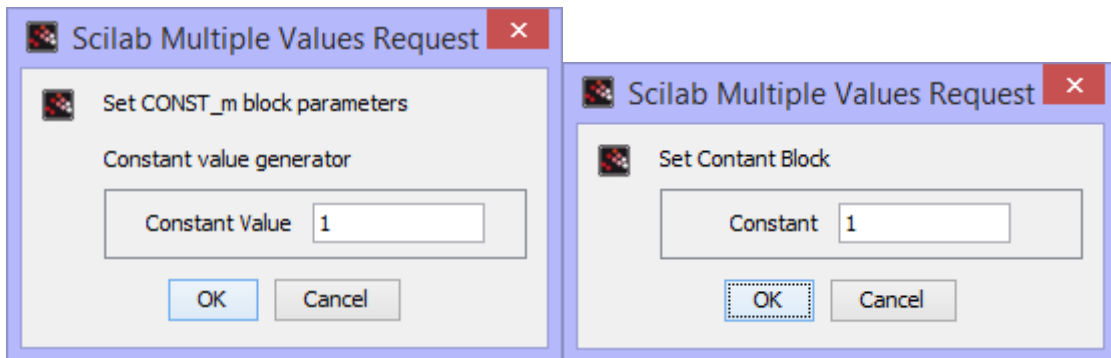 Scilab Multiple Values Request
Set CONST_m block parameters
Constant value generator
Constant Value 1
OK Cancel
Scilab Multiple Values Request
Set Contant Block
Constant 1
OK Cancel